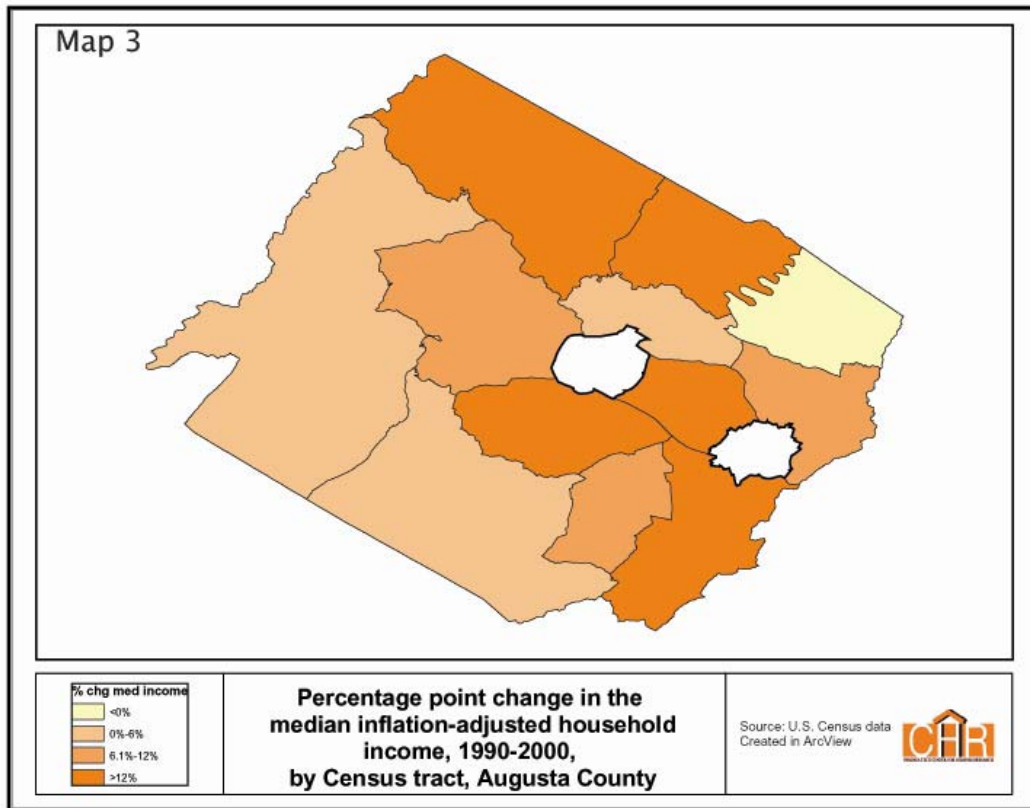 Map 3
% chg med income
<0%
0%-6%
6.1%-12%
>12%
Percentage point change in the
median inflation-adjusted household
income, 1990-2000,
by Census tract, Augusta County
Source: U.S. Census data
Created in ArcView
CHR